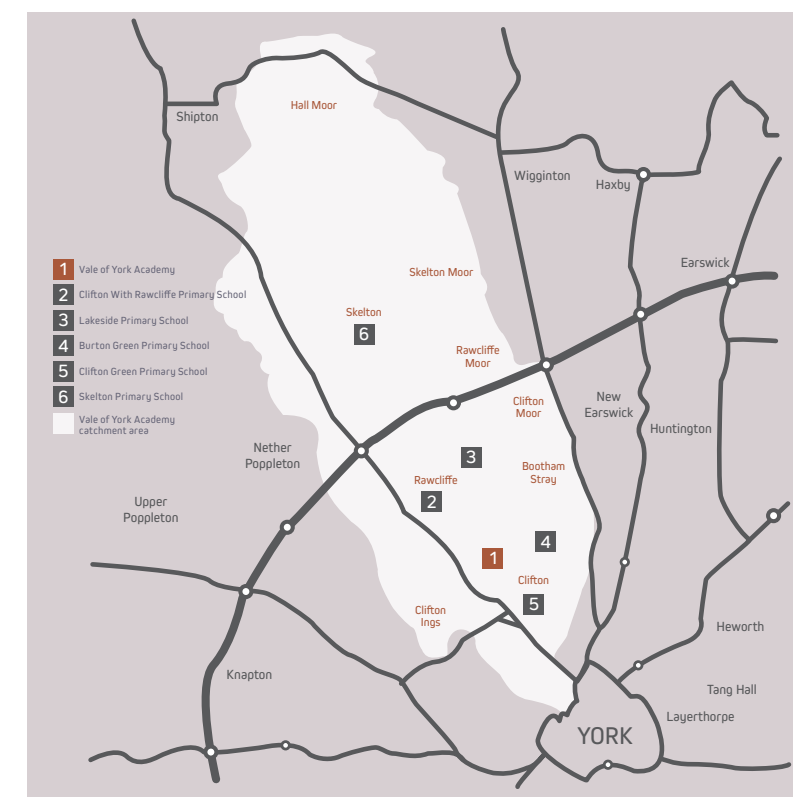 Hall Moor
Shipton
Wigginton
Haxby
Earswick
Skelton Moor
1 Vale of York Academy
2 Clifton With Rawcliffe Primary School
3 Lakeside Primary School
4 Burton Green Primary School
5 Clifton Green Primary School
6 Skelton Primary School
Vale of York Academy
catchment area
Skelton
6
Rawcliffe
Moor
Clifton
Moor
New
Earswick
Huntington
Nether
Poppleton
3
Rawcliffe
2
Bootham
Stray
Upper
Poppleton
4
1
Clifton
5
Clifton
Ings
Heworth
Knapton
Tang Hall
Layerthorpe
YORK